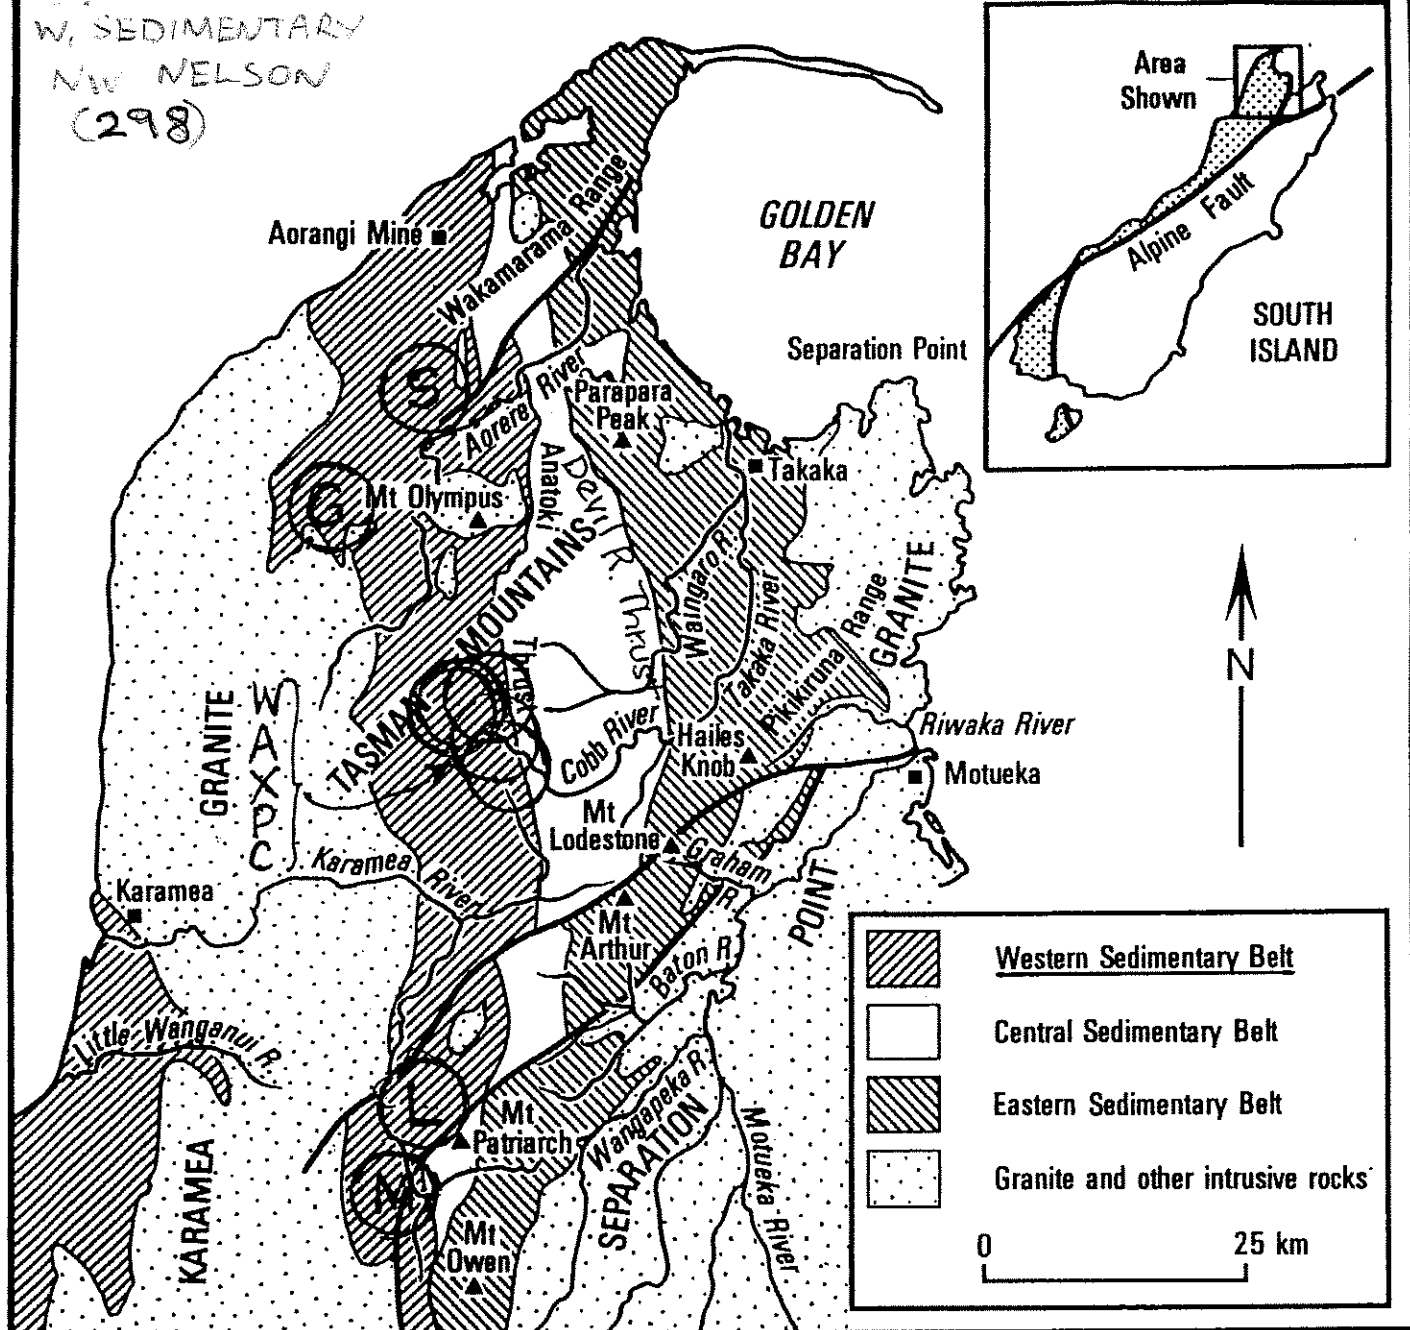 W. SEDIMENTARY
NW NELSON
(298)
Area
Shown
Alpine Fault
SOUTH
ISLAND
GOLDEN
BAY
Aorangi Mine
Wakamarama Range
Separation Point
S
Aorere River
Parapara
Peak
Takaka
G
Mt Olympus
Anatoki
Thrust
Devil R. Thrust
TASMAN MOUNTAINS
Waingaro R.
Takaka River
Pikikiruna Range
GRANITE
N
GRANITE
W
A
X
P
C
Cobb River
Hailes
Knob
Riwaka River
Motueka
Mt
Lodestone
Graham R.
Karamea River
Karamea
Mt
Arthur
Baton R.
POINT
Little Wanganui R.
L
Mt
Patriarch
Wangapeka R.
SEPARATION
Motueka River
M
KARAMEA
Mt
Owen
Western Sedimentary Belt
Central Sedimentary Belt
Eastern Sedimentary Belt
Granite and other intrusive rocks
0 25 km